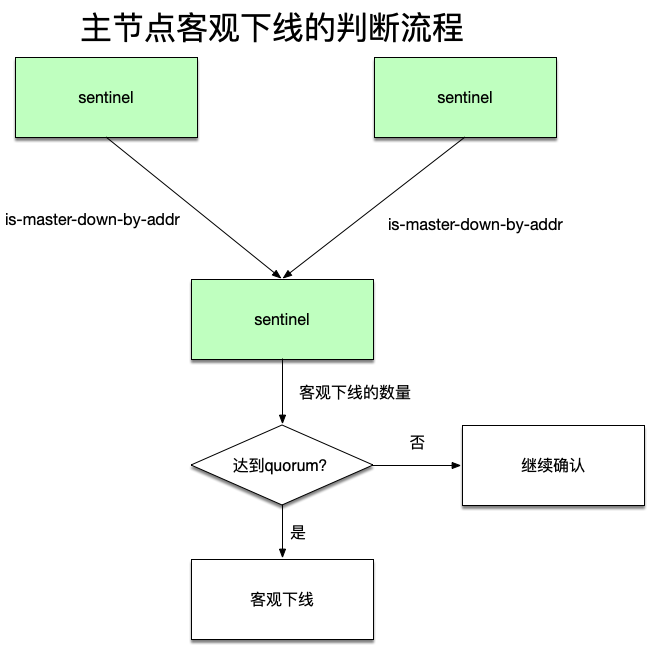 主节点客观下线的判断流程
sentinel
sentinel
is-master-down-by-addr
is-master-down-by-addr
sentinel
客观下线的数量
达到quorum?
否
继续确认
是
客观下线